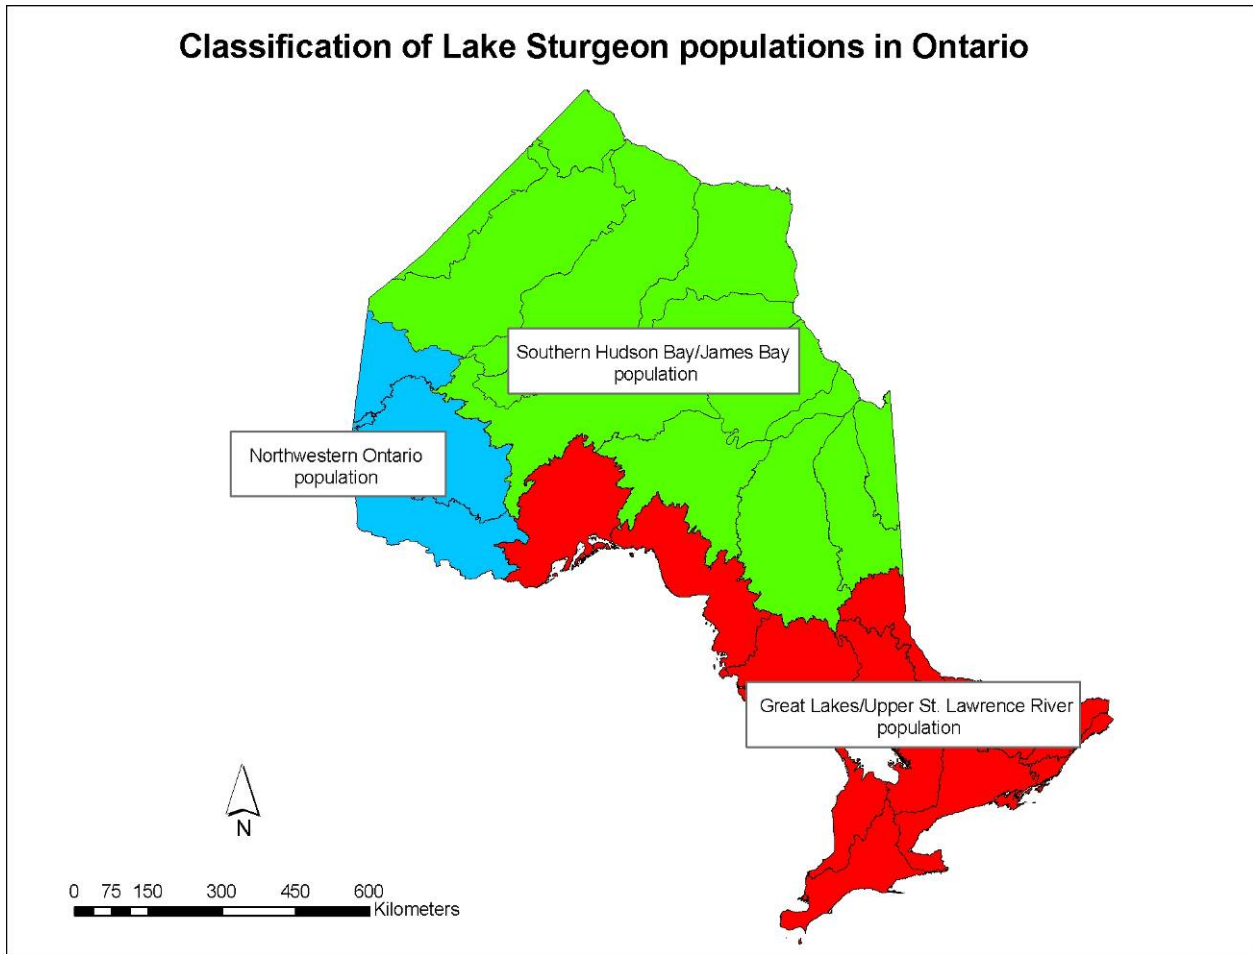 Classification of Lake Sturgeon populations in Ontario
Southern Hudson Bay/James Bay
population
Northwestern Ontario
population
Great Lakes/Upper St. Lawrence River
population
N
0 75 150 300 450 600
Kilometers